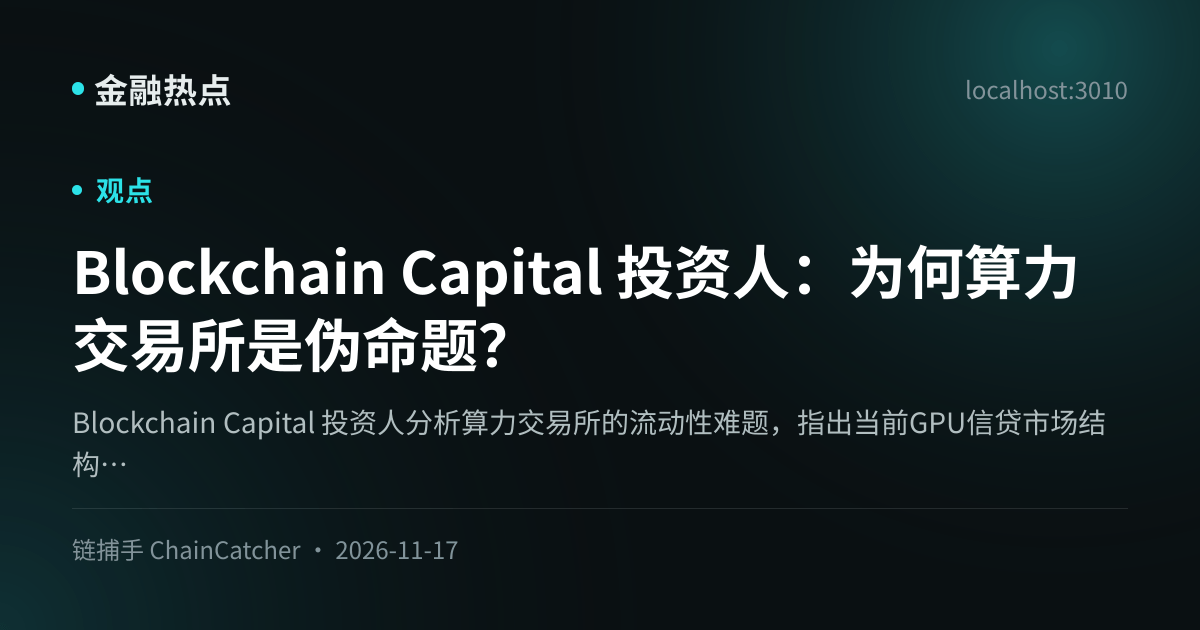 金融热点
localhost:3010
观点
Blockchain Capital 投资人：为何算力
交易所是伪命题？
Blockchain Capital 投资人分析算力交易所的流动性难题，指出当前GPU信贷市场结
构…
链捕手 ChainCatcher · 2026-11-17